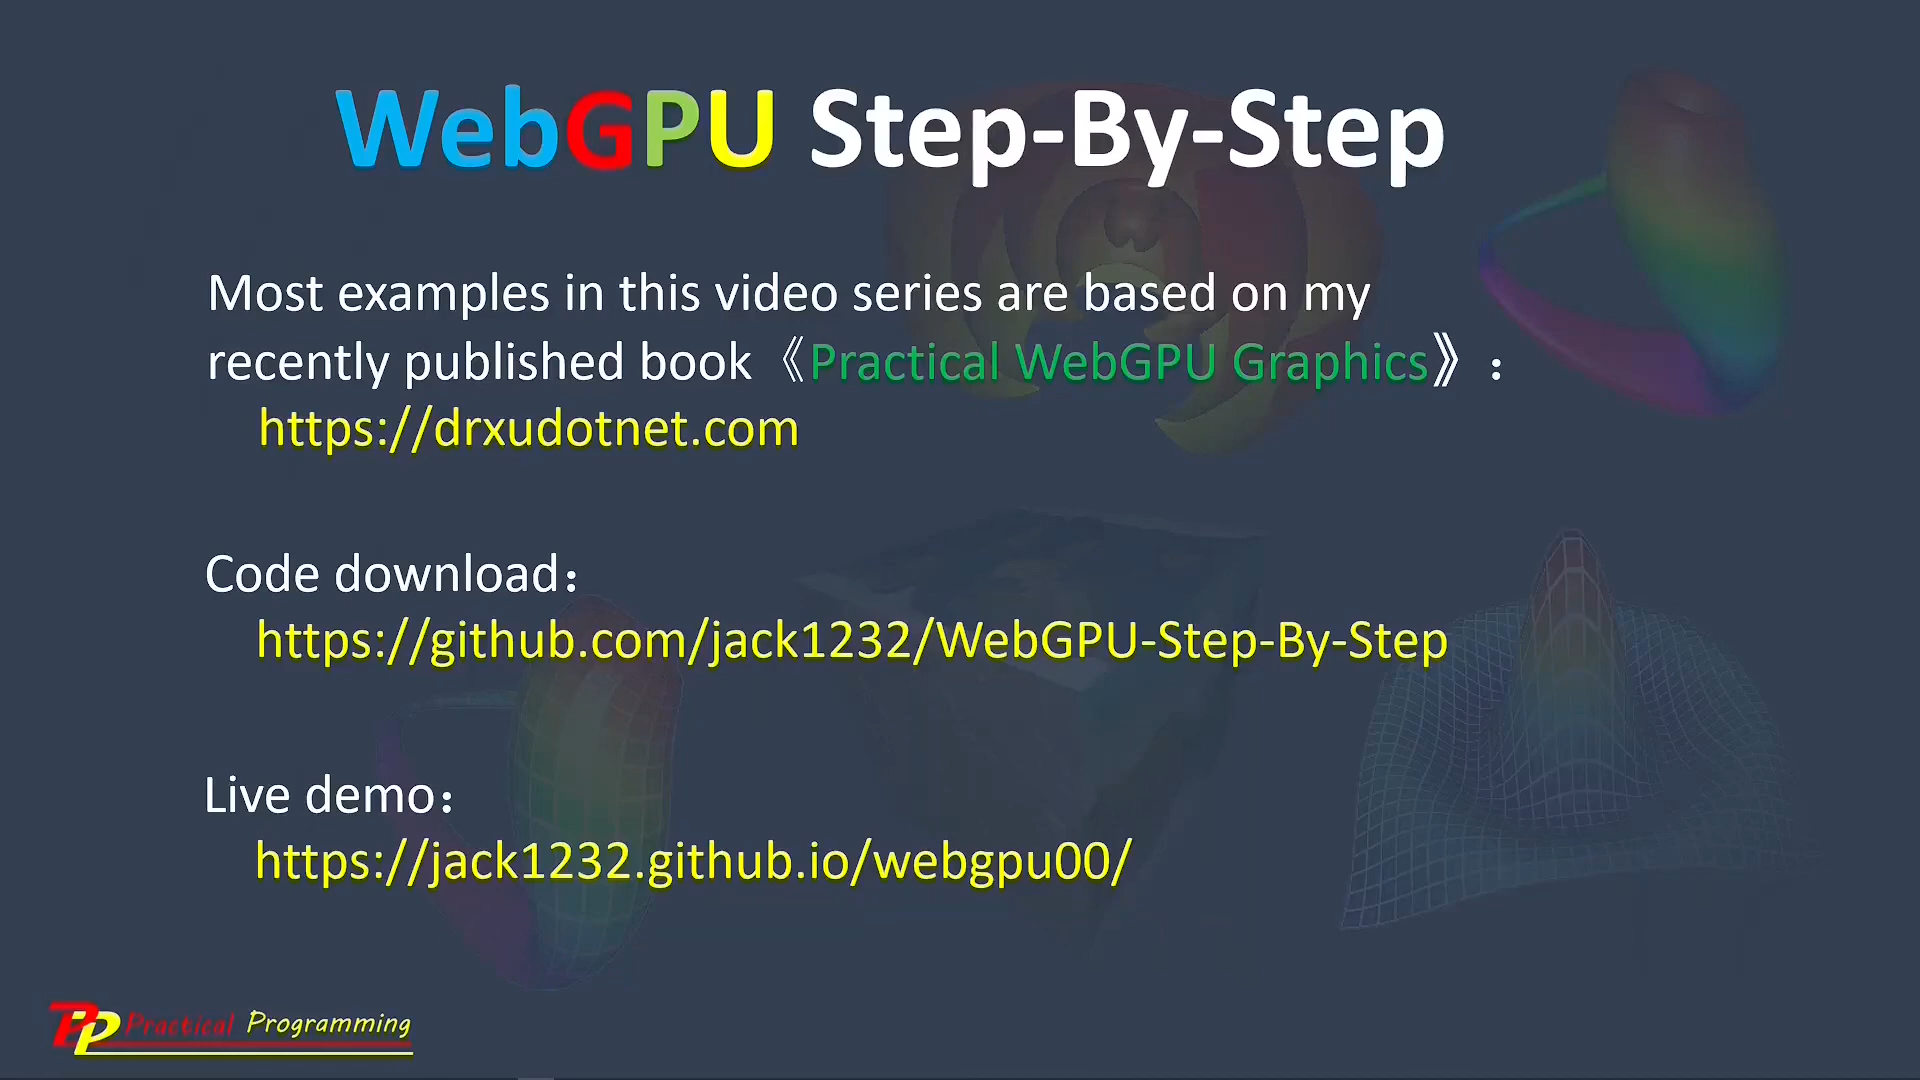 WebGPU Step-By-Step
Most examples in this video series are based on my
recently published book 《Practical WebGPU Graphics》：
https://drxudotnet.com
Code download：
https://github.com/jack1232/WebGPU-Step-By-Step
Live demo：
https://jack1232.github.io/webgpu00/
PP Practical Programming